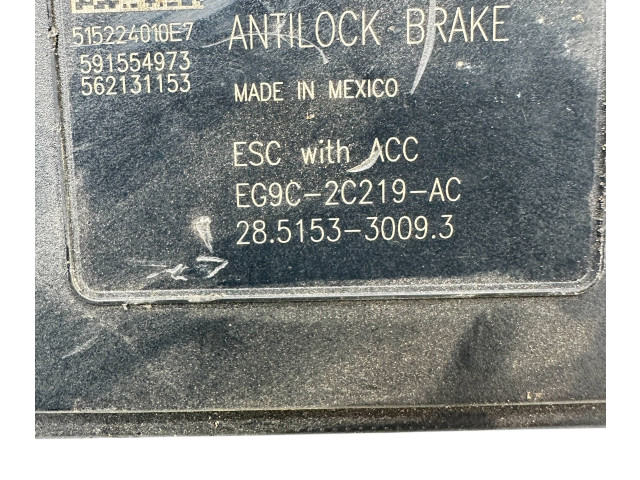 515224010E7
591554973
562131153
ANTILOCK BRAKE
MADE IN MEXICO
ESC with ACC
EG9C-2C219-AC
28.5153-3009.3